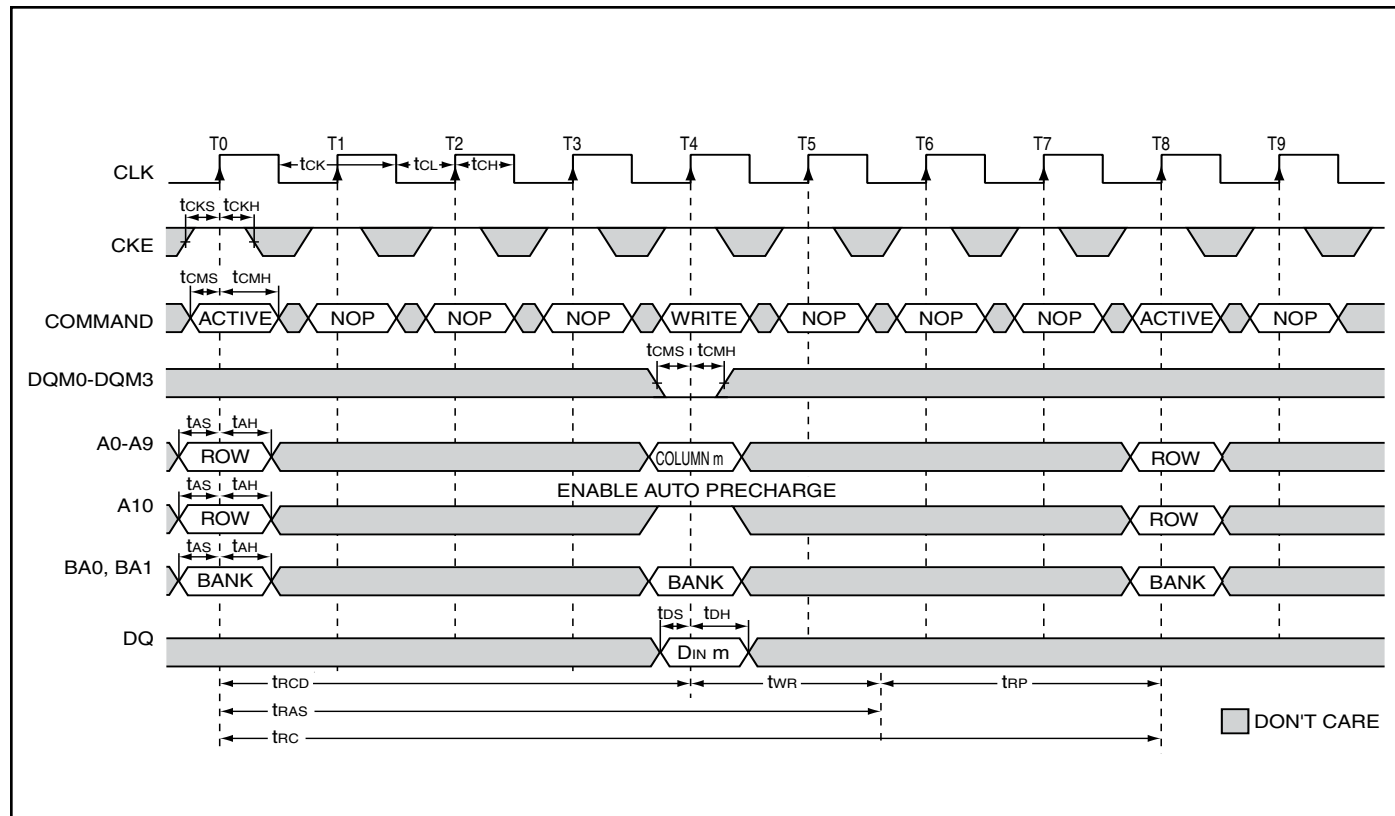 T0 T1 T2 T3 T4 T5 T6 T7 T8 T9
CLK tCK tCL tCH
tCKS tCKH
CKE
tCMS tCMH
COMMAND ACTIVE NOP NOP NOP WRITE NOP NOP NOP ACTIVE NOP
tCMS tCMH
DQM0-DQM3
tAS tAH
A0-A9 ROW COLUMN m ROW
tAS tAH ENABLE AUTO PRECHARGE
A10 ROW ROW
tAS tAH
BA0, BA1 BANK BANK BANK
tDS tDH
DQ DIN m
tRCD tWR tRP
tRAS
tRC
DON'T CARE